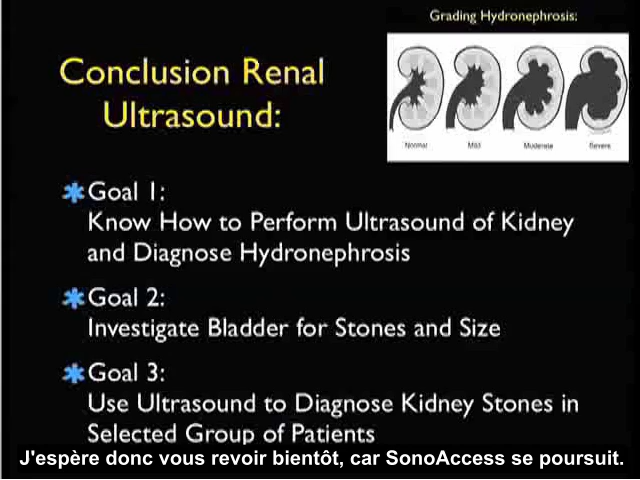 Grading Hydronephrosis:
Normal
Mild
Moderate
Severe
Conclusion Renal
Ultrasound:
Goal 1:
Know How to Perform Ultrasound of Kidney
and Diagnose Hydronephrosis
Goal 2:
Investigate Bladder for Stones and Size
Goal 3:
Use Ultrasound to Diagnose Kidney Stones in
Selected Group of Patients
J'espère donc vous revoir bientôt, car SonoAccess se poursuit.